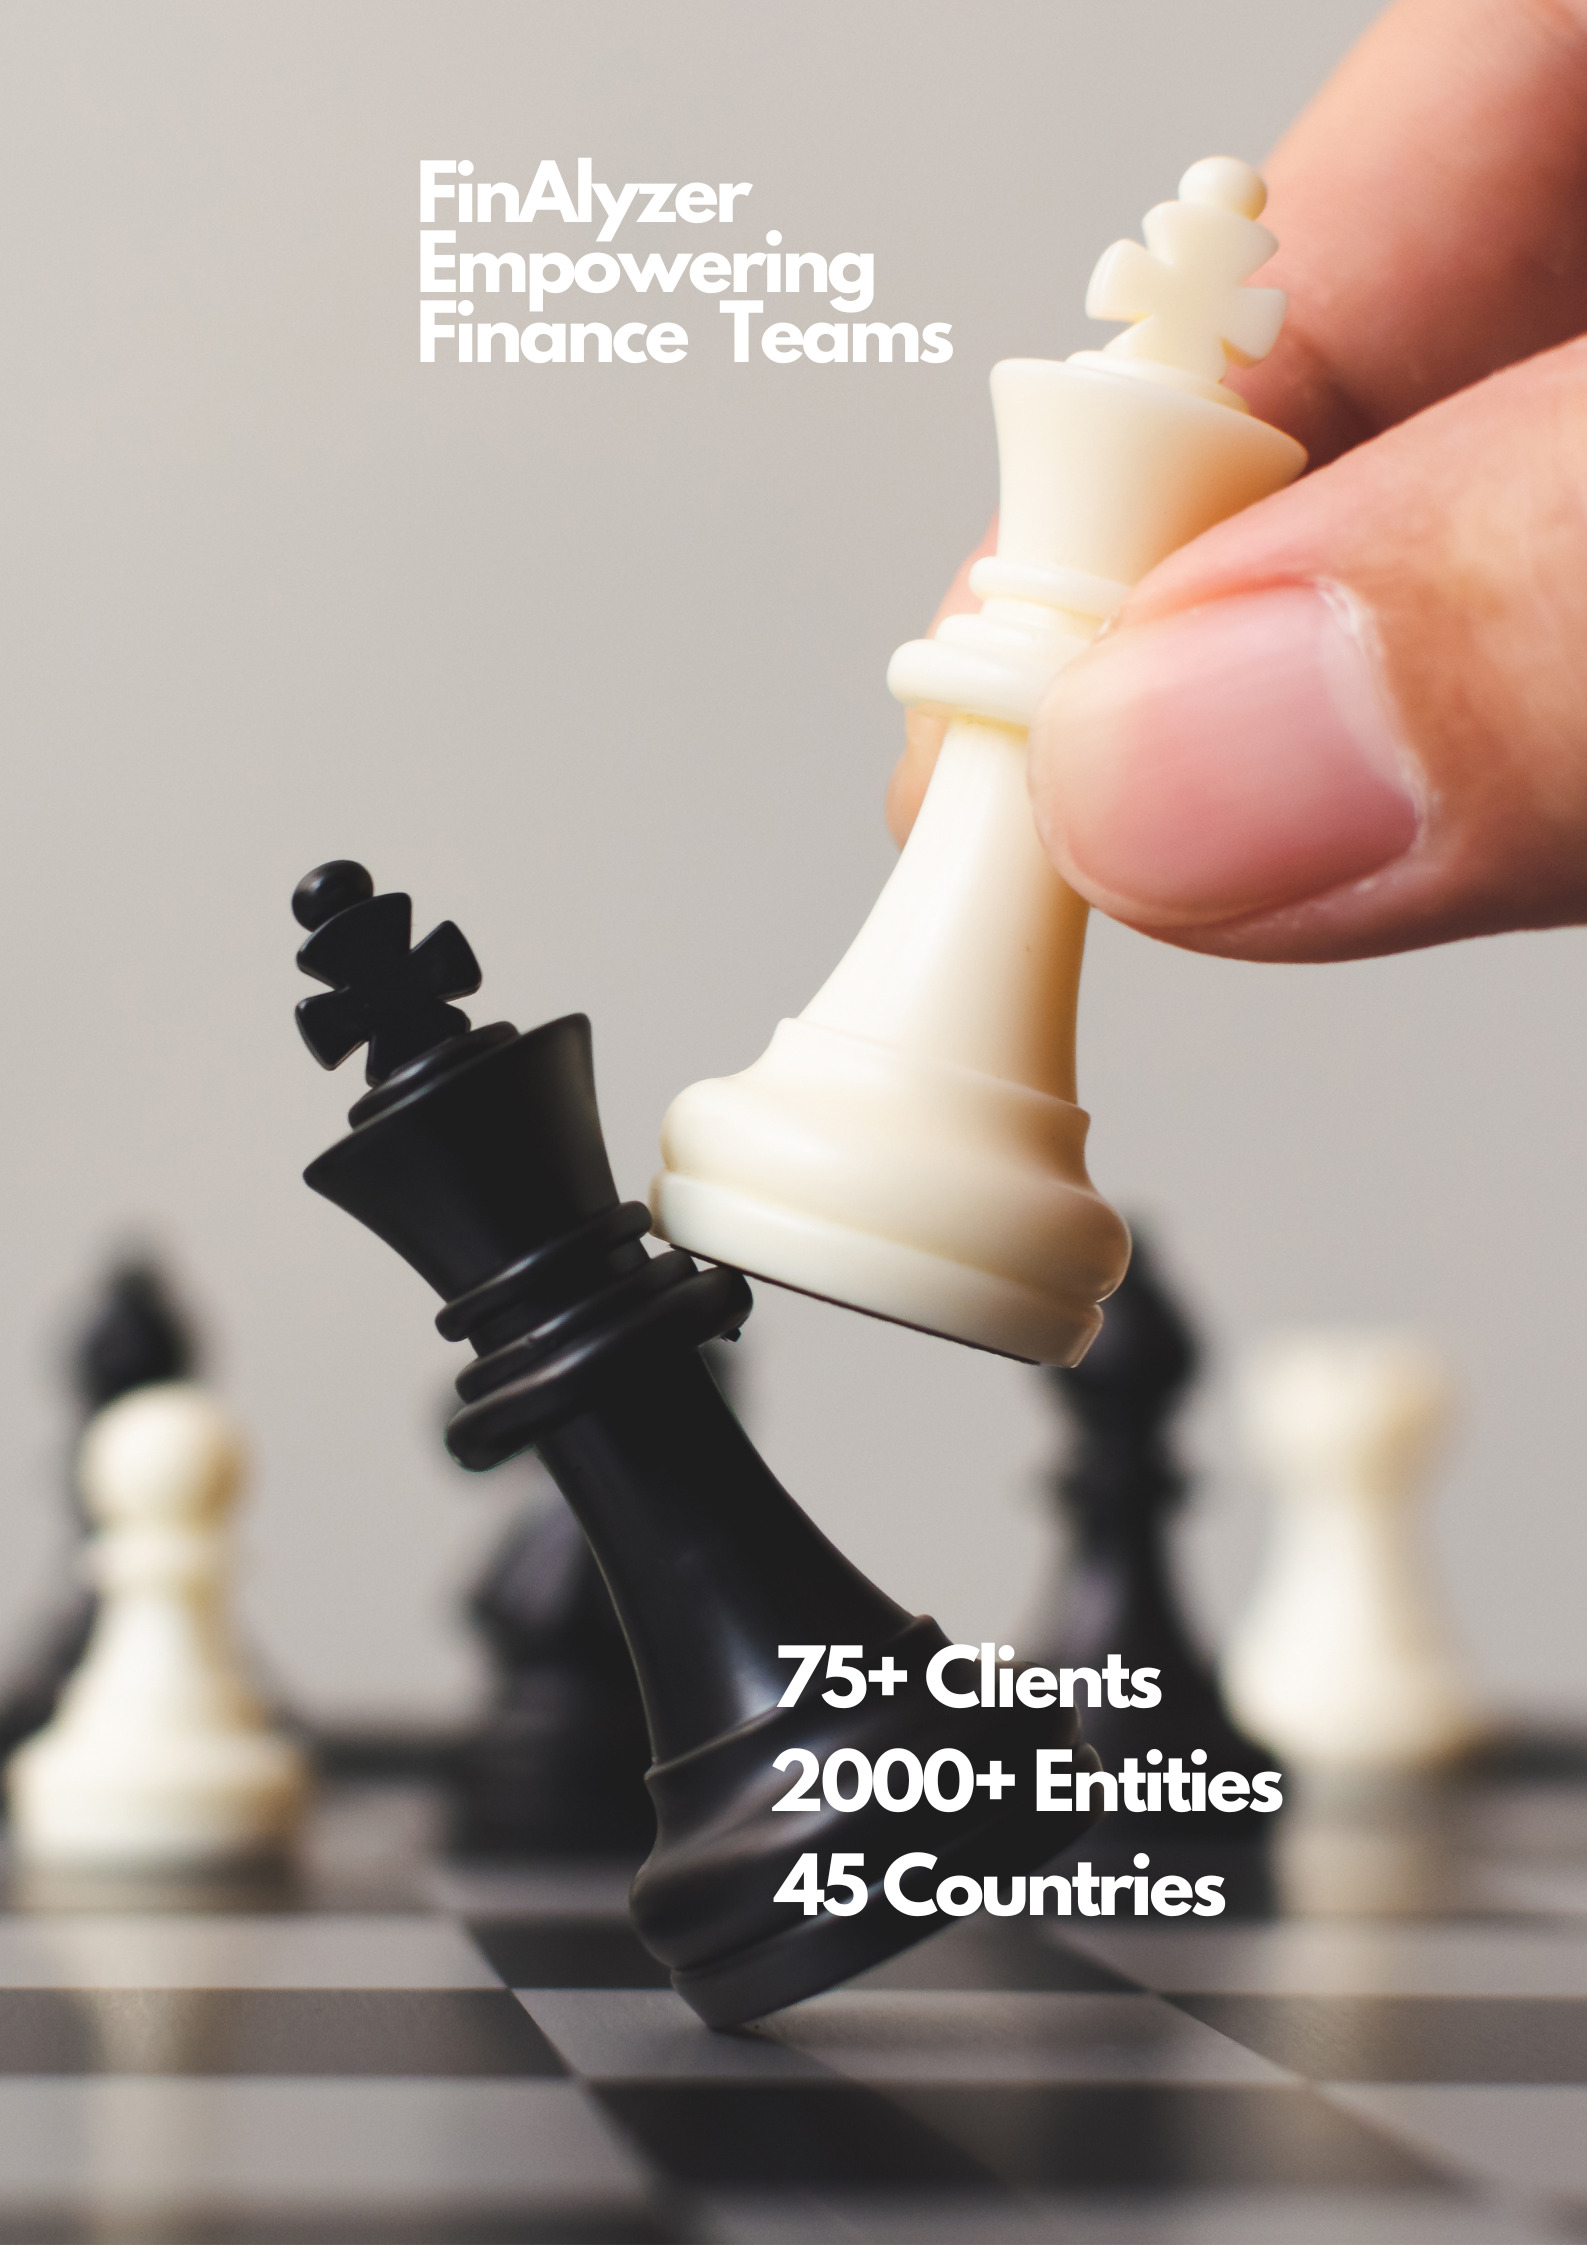 FinAlyzer
Empowering
Finance Teams
75+ Clients
2000+ Entities
45 Countries